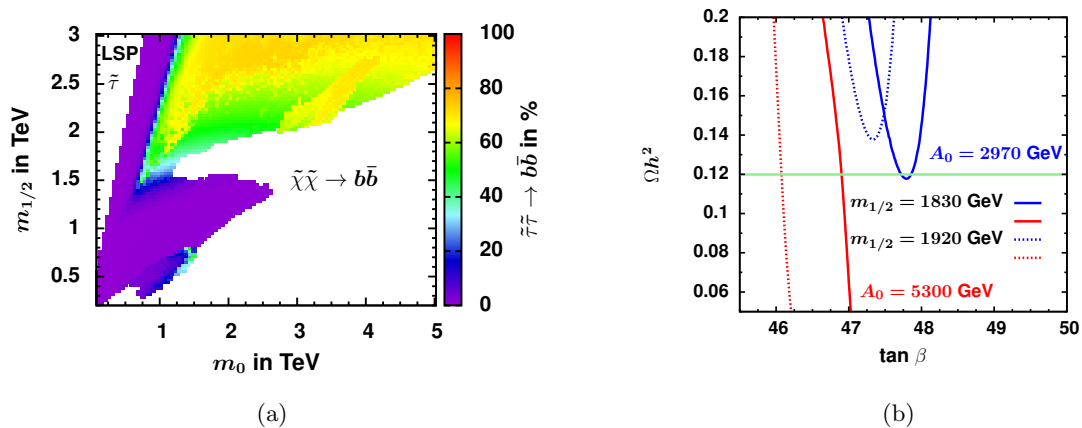 3
2.5
2
1.5
1
0.5
m₁/₂ in TeV
LSP
τ̃
χ̃χ̃ → bb̄
1 2 3 4 5
m₀ in TeV
100
80
60
40
20
0
τ̃τ̃ → bb̄ in %
(a)
0.2
0.18
0.16
0.14
0.12
0.1
0.08
0.06
Ωh²
A₀ = 2970 GeV
m₁/₂ = 1830 GeV
m₁/₂ = 1920 GeV
A₀ = 5300 GeV
46 47 48 49 50
tan β
(b)